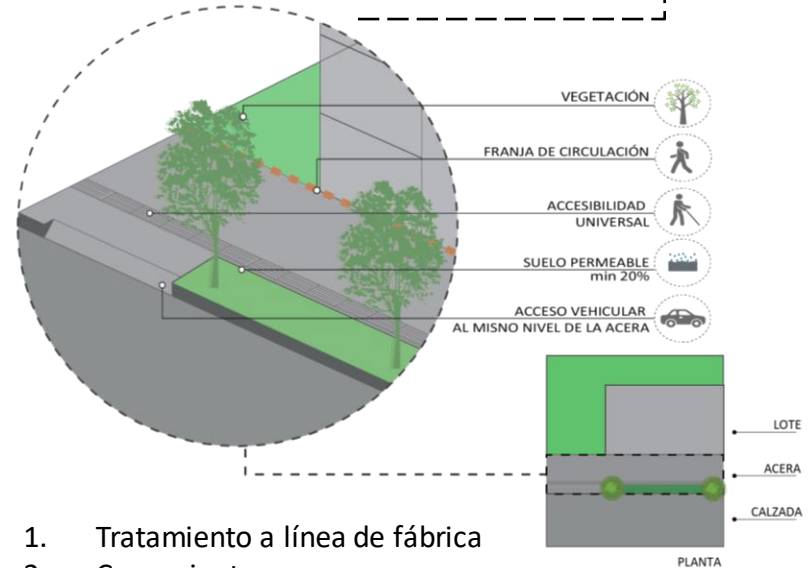 VEGETACIÓN
FRANJA DE CIRCULACIÓN
ACCESIBILIDAD
UNIVERSAL
SUELO PERMEABLE
min 20%
ACCESO VEHICULAR
AL MISNO NIVEL DE LA ACERA
LOTE
ACERA
CALZADA
PLANTA
1. Tratamiento a línea de fábrica